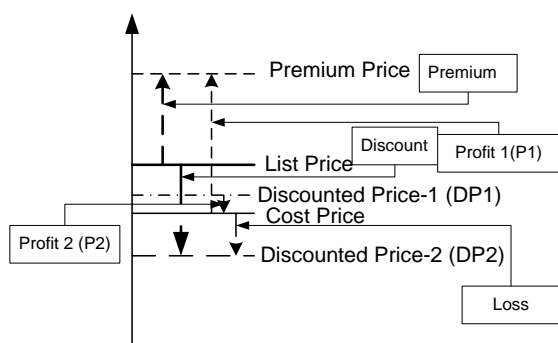 Premium Price
Premium
Discount
Profit 1(P1)
List Price
Discounted Price-1 (DP1)
Cost Price
Profit 2 (P2)
Discounted Price-2 (DP2)
Loss